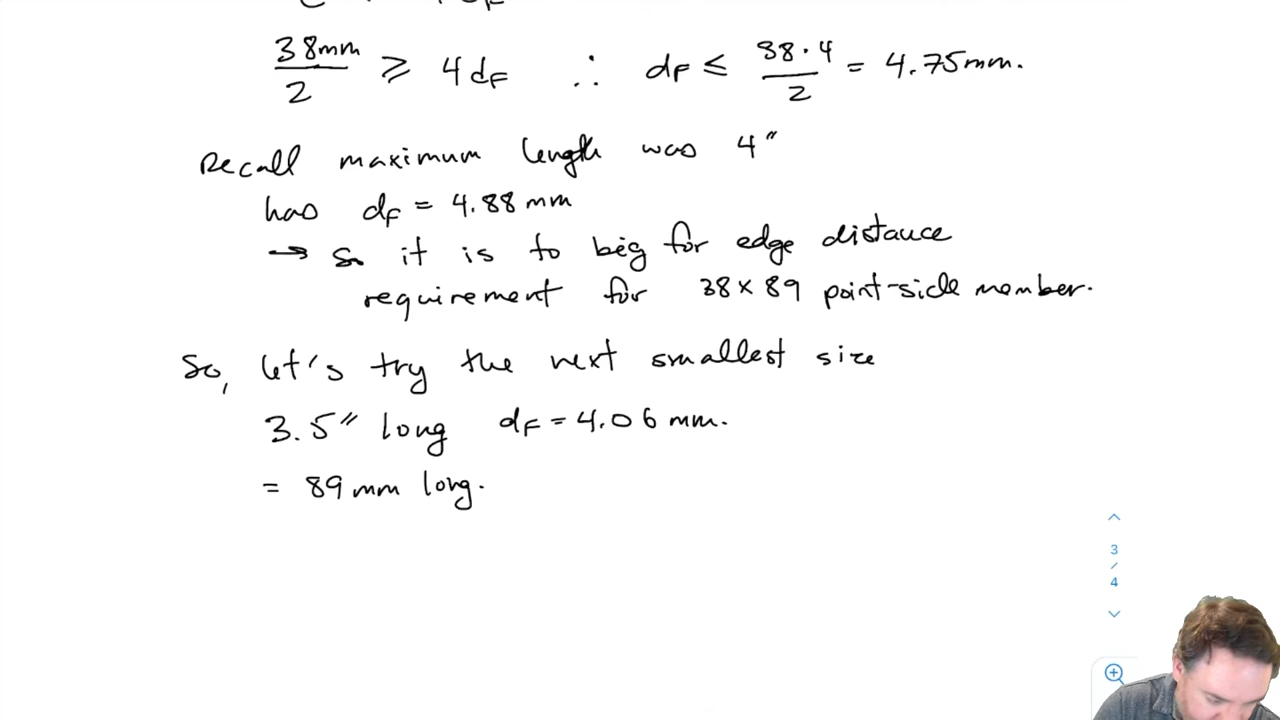 38mm/2 ⩾ 4dF ∴ dF ≤ 38·4/2 = 4.75mm.
Recall maximum length was 4"
has dF = 4.88 mm
→ So it is to big for edge distance
requirement for 38×89 point-side member.
So, let's try the next smallest size
3.5" long dF = 4.06 mm.
= 89 mm long.
3
/
4